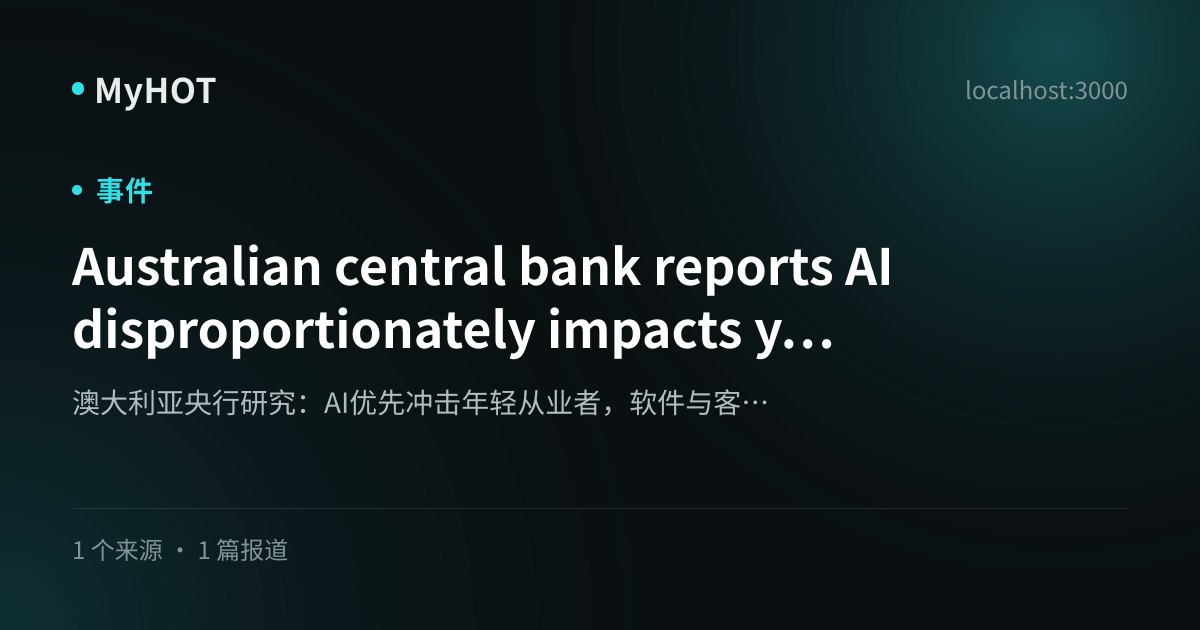 MyHOT
localhost:3000
事件
Australian central bank reports AI
disproportionately impacts y…
澳大利亚央行研究：AI优先冲击年轻从业者，软件与客…
1 个来源 · 1 篇报道